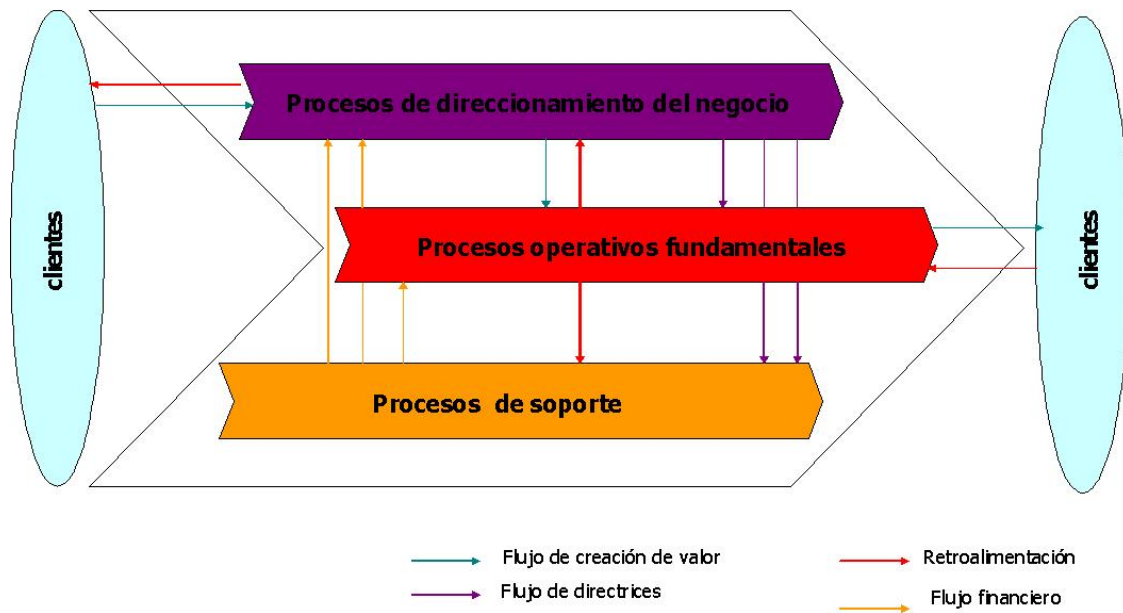 Procesos de direccionamiento del negocio
clientes
Procesos operativos fundamentales
clientes
Procesos de soporte
Flujo de creación de valor
Retroalimentación
Flujo de directrices
Flujo financiero